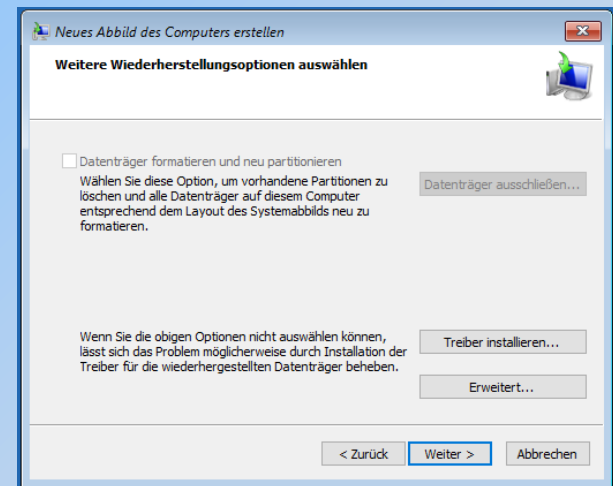 Neues Abbild des Computers erstellen
Weitere Wiederherstellungsoptionen auswählen
Datenträger formatieren und neu partitionieren
Wählen Sie diese Option, um vorhandene Partitionen zu
löschen und alle Datenträger auf diesem Computer
entsprechend dem Layout des Systemabbilds neu zu
formatieren.
Datenträger ausschließen...
Wenn Sie die obigen Optionen nicht auswählen können,
lässt sich das Problem möglicherweise durch Installation der
Treiber für die wiederhergestellten Datenträger beheben.
Treiber installieren...
Erweitert...
< Zurück Weiter > Abbrechen